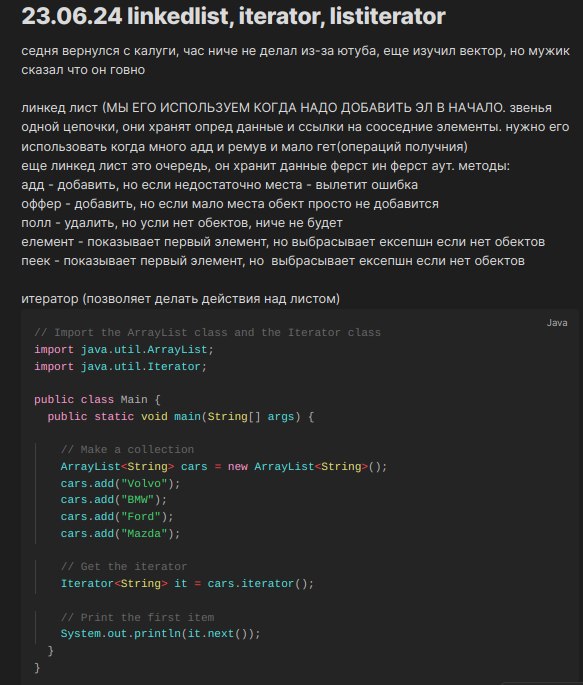 23.06.24 linkedlist, iterator, listiterator
седня вернулся с калуги, час ниче не делал из-за ютуба, еще изучил вектор, но мужик
сказал что он говно
линкед лист (МЫ ЕГО ИСПОЛЬЗУЕМ КОГДА НАДО ДОБАВИТЬ ЭЛ В НАЧАЛО. звенья
одной цепочки, они хранят опред данные и ссылки на сооседние элементы. нужно его
использовать когда много адд и ремув и мало гет(операций получния)
еще линкед лист это очередь, он хранит данные ферст ин ферст аут. методы:
адд - добавить, но если недостаточно места - вылетит ошибка
оффер - добавить, но если мало места обект просто не добавится
полл - удалить, но усли нет обектов, ниче не будет
елемент - показывает первый элемент, но выбрасывает ексепшн если нет обектов
пеек - показывает первый элемент, но  выбрасывает ексепшн если нет обектов
итератор (позволяет делать действия над листом)
Java
// Import the ArrayList class and the Iterator class
import java.util.ArrayList;
import java.util.Iterator;
public class Main {
public static void main(String[] args) {
// Make a collection
ArrayList<String> cars = new ArrayList<String>();
cars.add("Volvo");
cars.add("BMW");
cars.add("Ford");
cars.add("Mazda");
// Get the iterator
Iterator<String> it = cars.iterator();
// Print the first item
System.out.println(it.next());
}
}